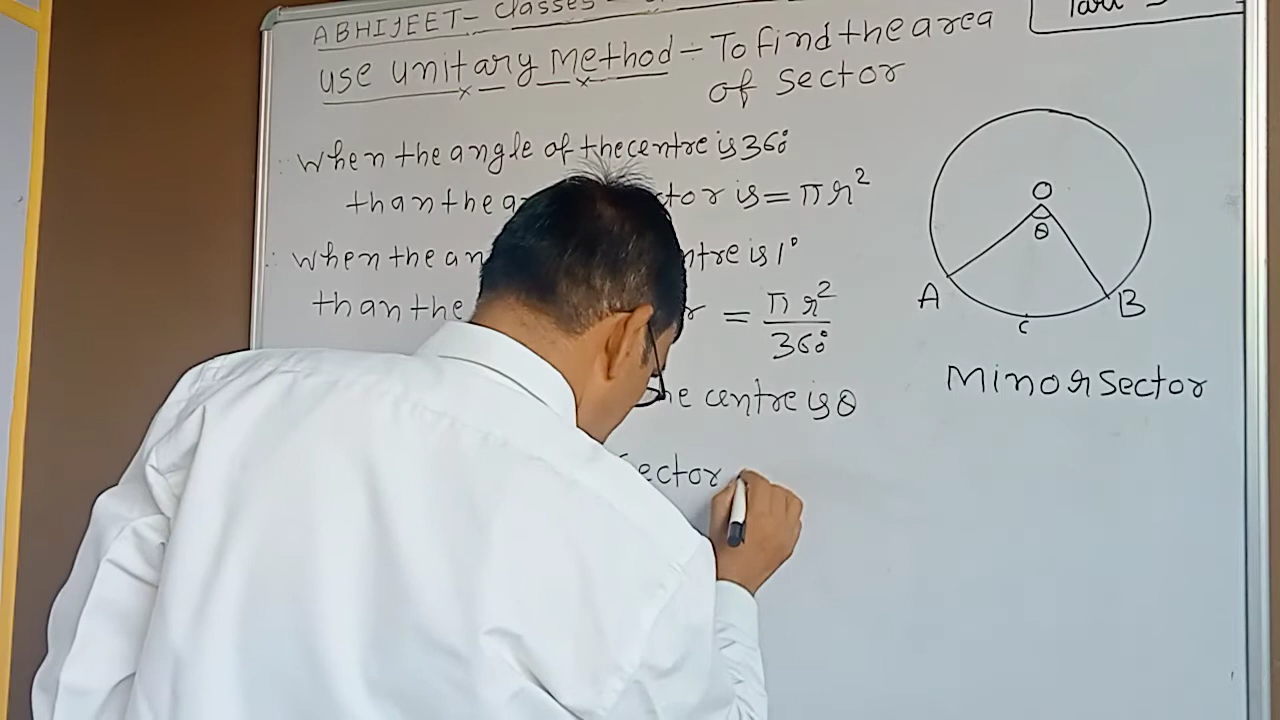 ABHIJEET- Classes -
USE Unitary Method ÷ To find the area
of Sector
∴ When the angle of the centre is 360°
than the a ctor is = πr²
∴ When the an ntre is 1°
than the r = πr²/360°
he centre is θ
Sector
O
θ
A
B
c
Minor Sector